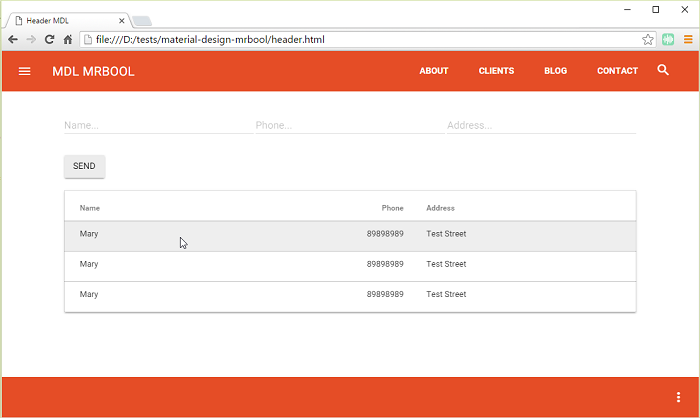 Header MDL
file:///D:/tests/material-design-mrbool/header.html
MDL MRBOOL ABOUT CLIENTS BLOG CONTACT
Name... Phone... Address...
SEND
Name Phone Address
Mary 89898989 Test Street
Mary 89898989 Test Street
Mary 89898989 Test Street